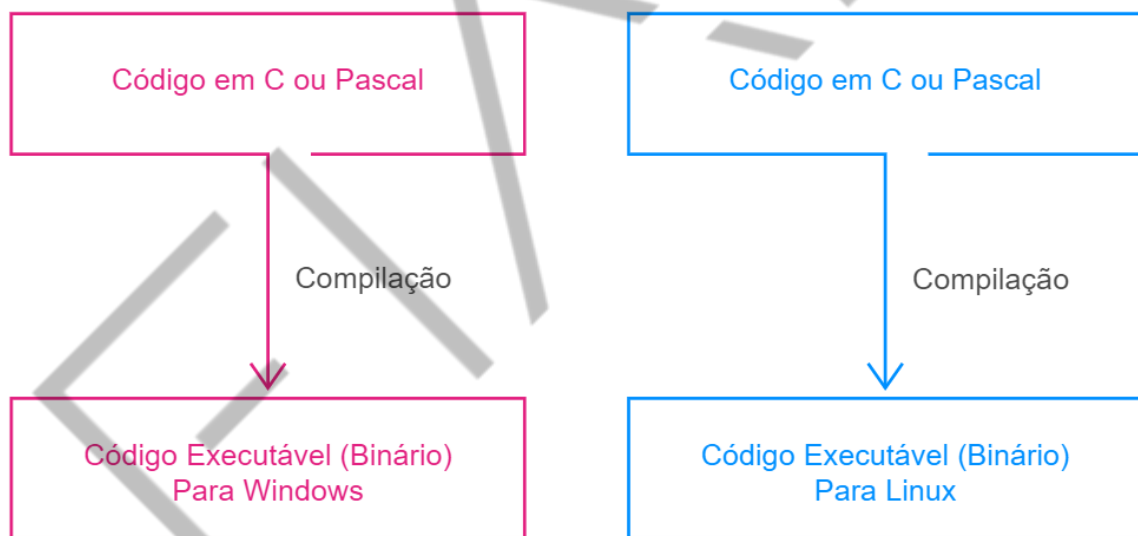 Código em C ou Pascal
Código em C ou Pascal
Compilação
Compilação
Código Executável (Binário)
Para Windows
Código Executável (Binário)
Para Linux